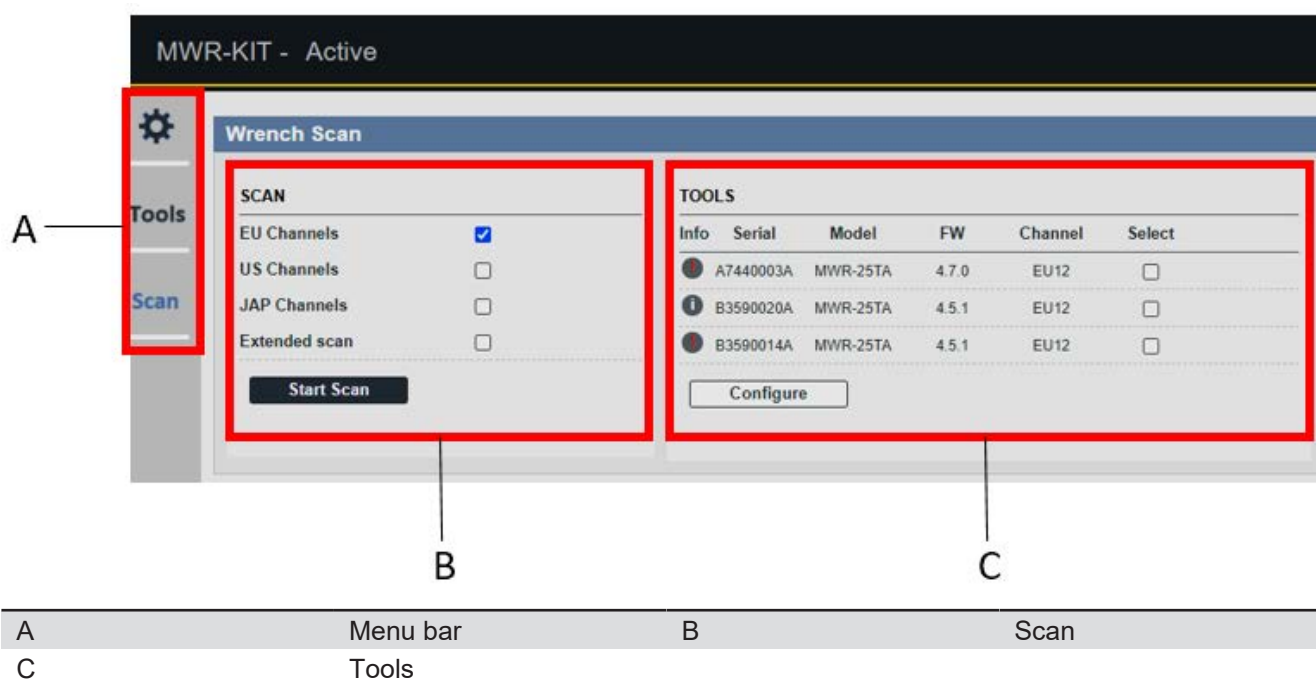 MWR-KIT - Active
Wrench Scan
SCAN
EU Channels
US Channels
JAP Channels
Extended scan
Start Scan
TOOLS
Info Serial Model FW Channel Select
A7440003A MWR-25TA 4.7.0 EU12
B3590020A MWR-25TA 4.5.1 EU12
B3590014A MWR-25TA 4.5.1 EU12
Configure
Tools
Scan
A
B
C
A Menu bar B Scan
C Tools